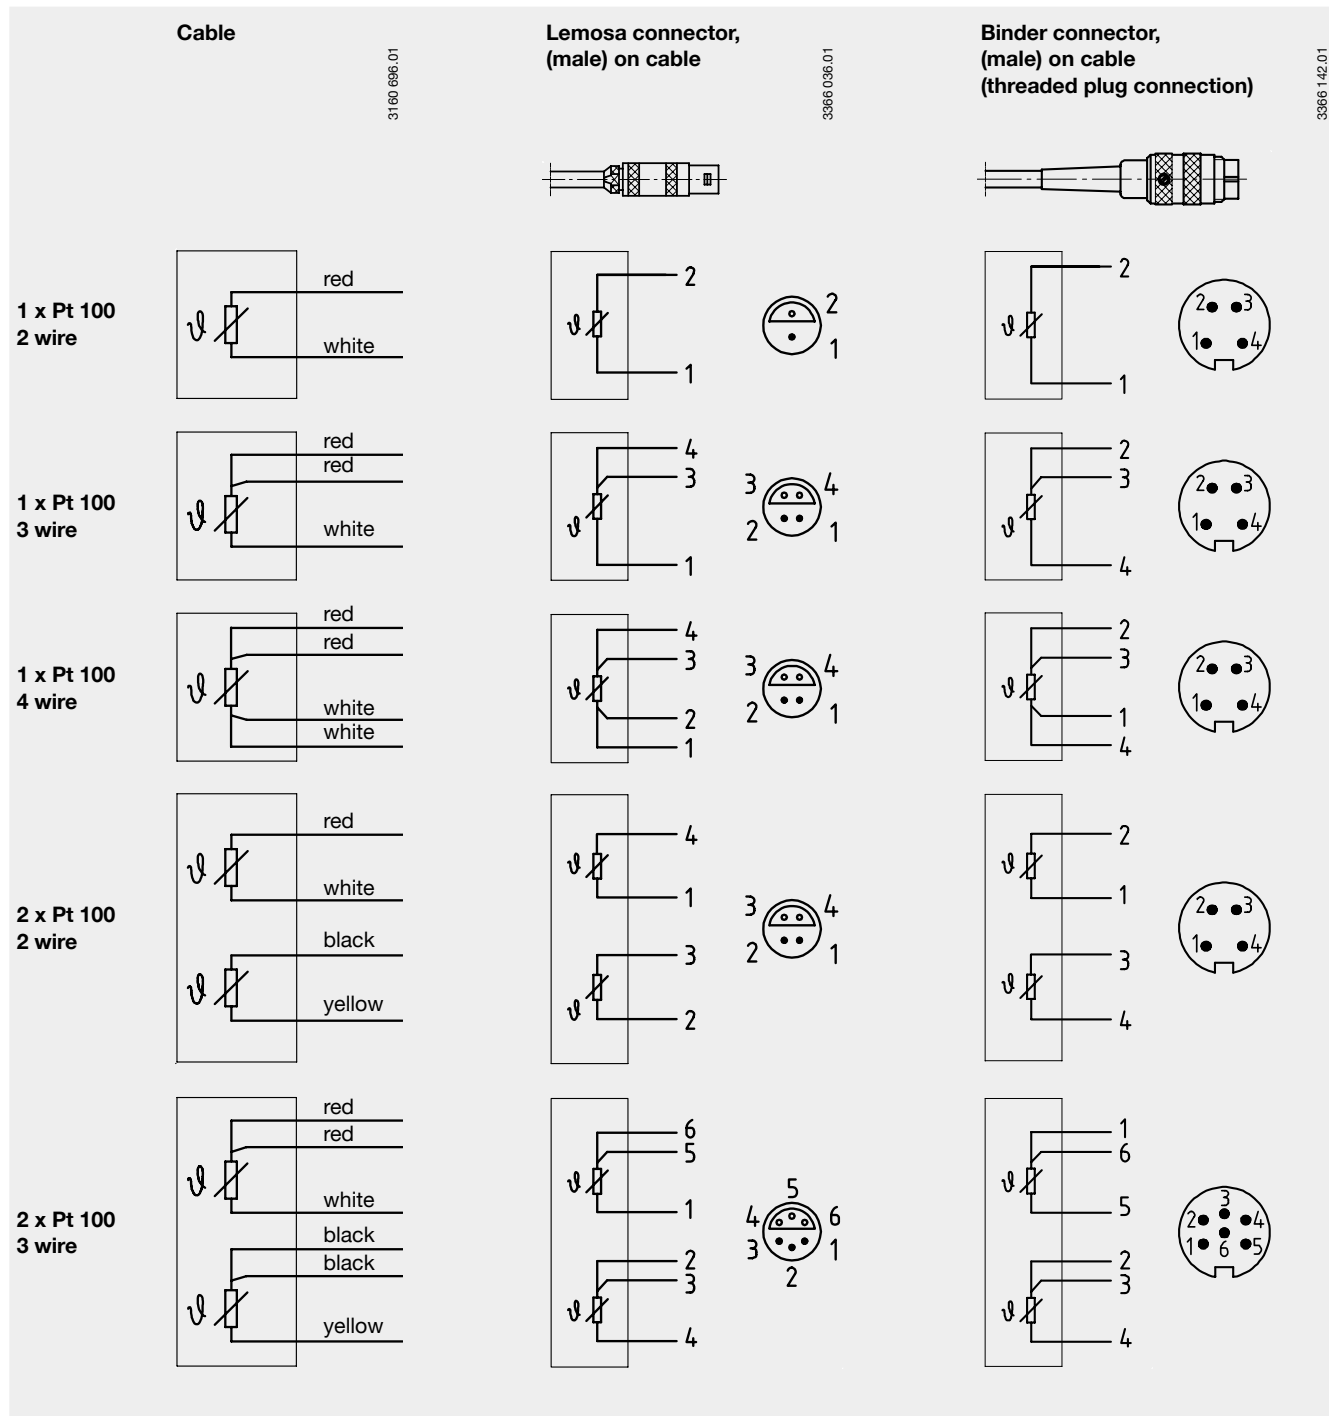 Cable
3160 696.01
Lemosa connector,
(male) on cable
3366 036.01
Binder connector,
(male) on cable
(threaded plug connection)
3366 142.01
1 x Pt 100
2 wire
red
white
ϑ
2
1
ϑ
2
1
ϑ
2
1
2 3
1 4
1 x Pt 100
3 wire
red
red
white
ϑ
4
3
1
ϑ
3 4
2 1
2
3
4
ϑ
2 3
1 4
1 x Pt 100
4 wire
red
red
white
white
ϑ
4
3
2
1
ϑ
3 4
2 1
2
3
1
4
ϑ
2 3
1 4
2 x Pt 100
2 wire
red
white
black
yellow
ϑ
ϑ
4
1
3
2
ϑ
ϑ
3 4
2 1
2
1
3
4
ϑ
ϑ
2 3
1 4
2 x Pt 100
3 wire
red
red
white
black
black
yellow
ϑ
ϑ
6
5
1
2
3
4
ϑ
ϑ
5
4 6
3 1
2
1
6
5
2
3
4
ϑ
ϑ
3
2 4
1 6 5